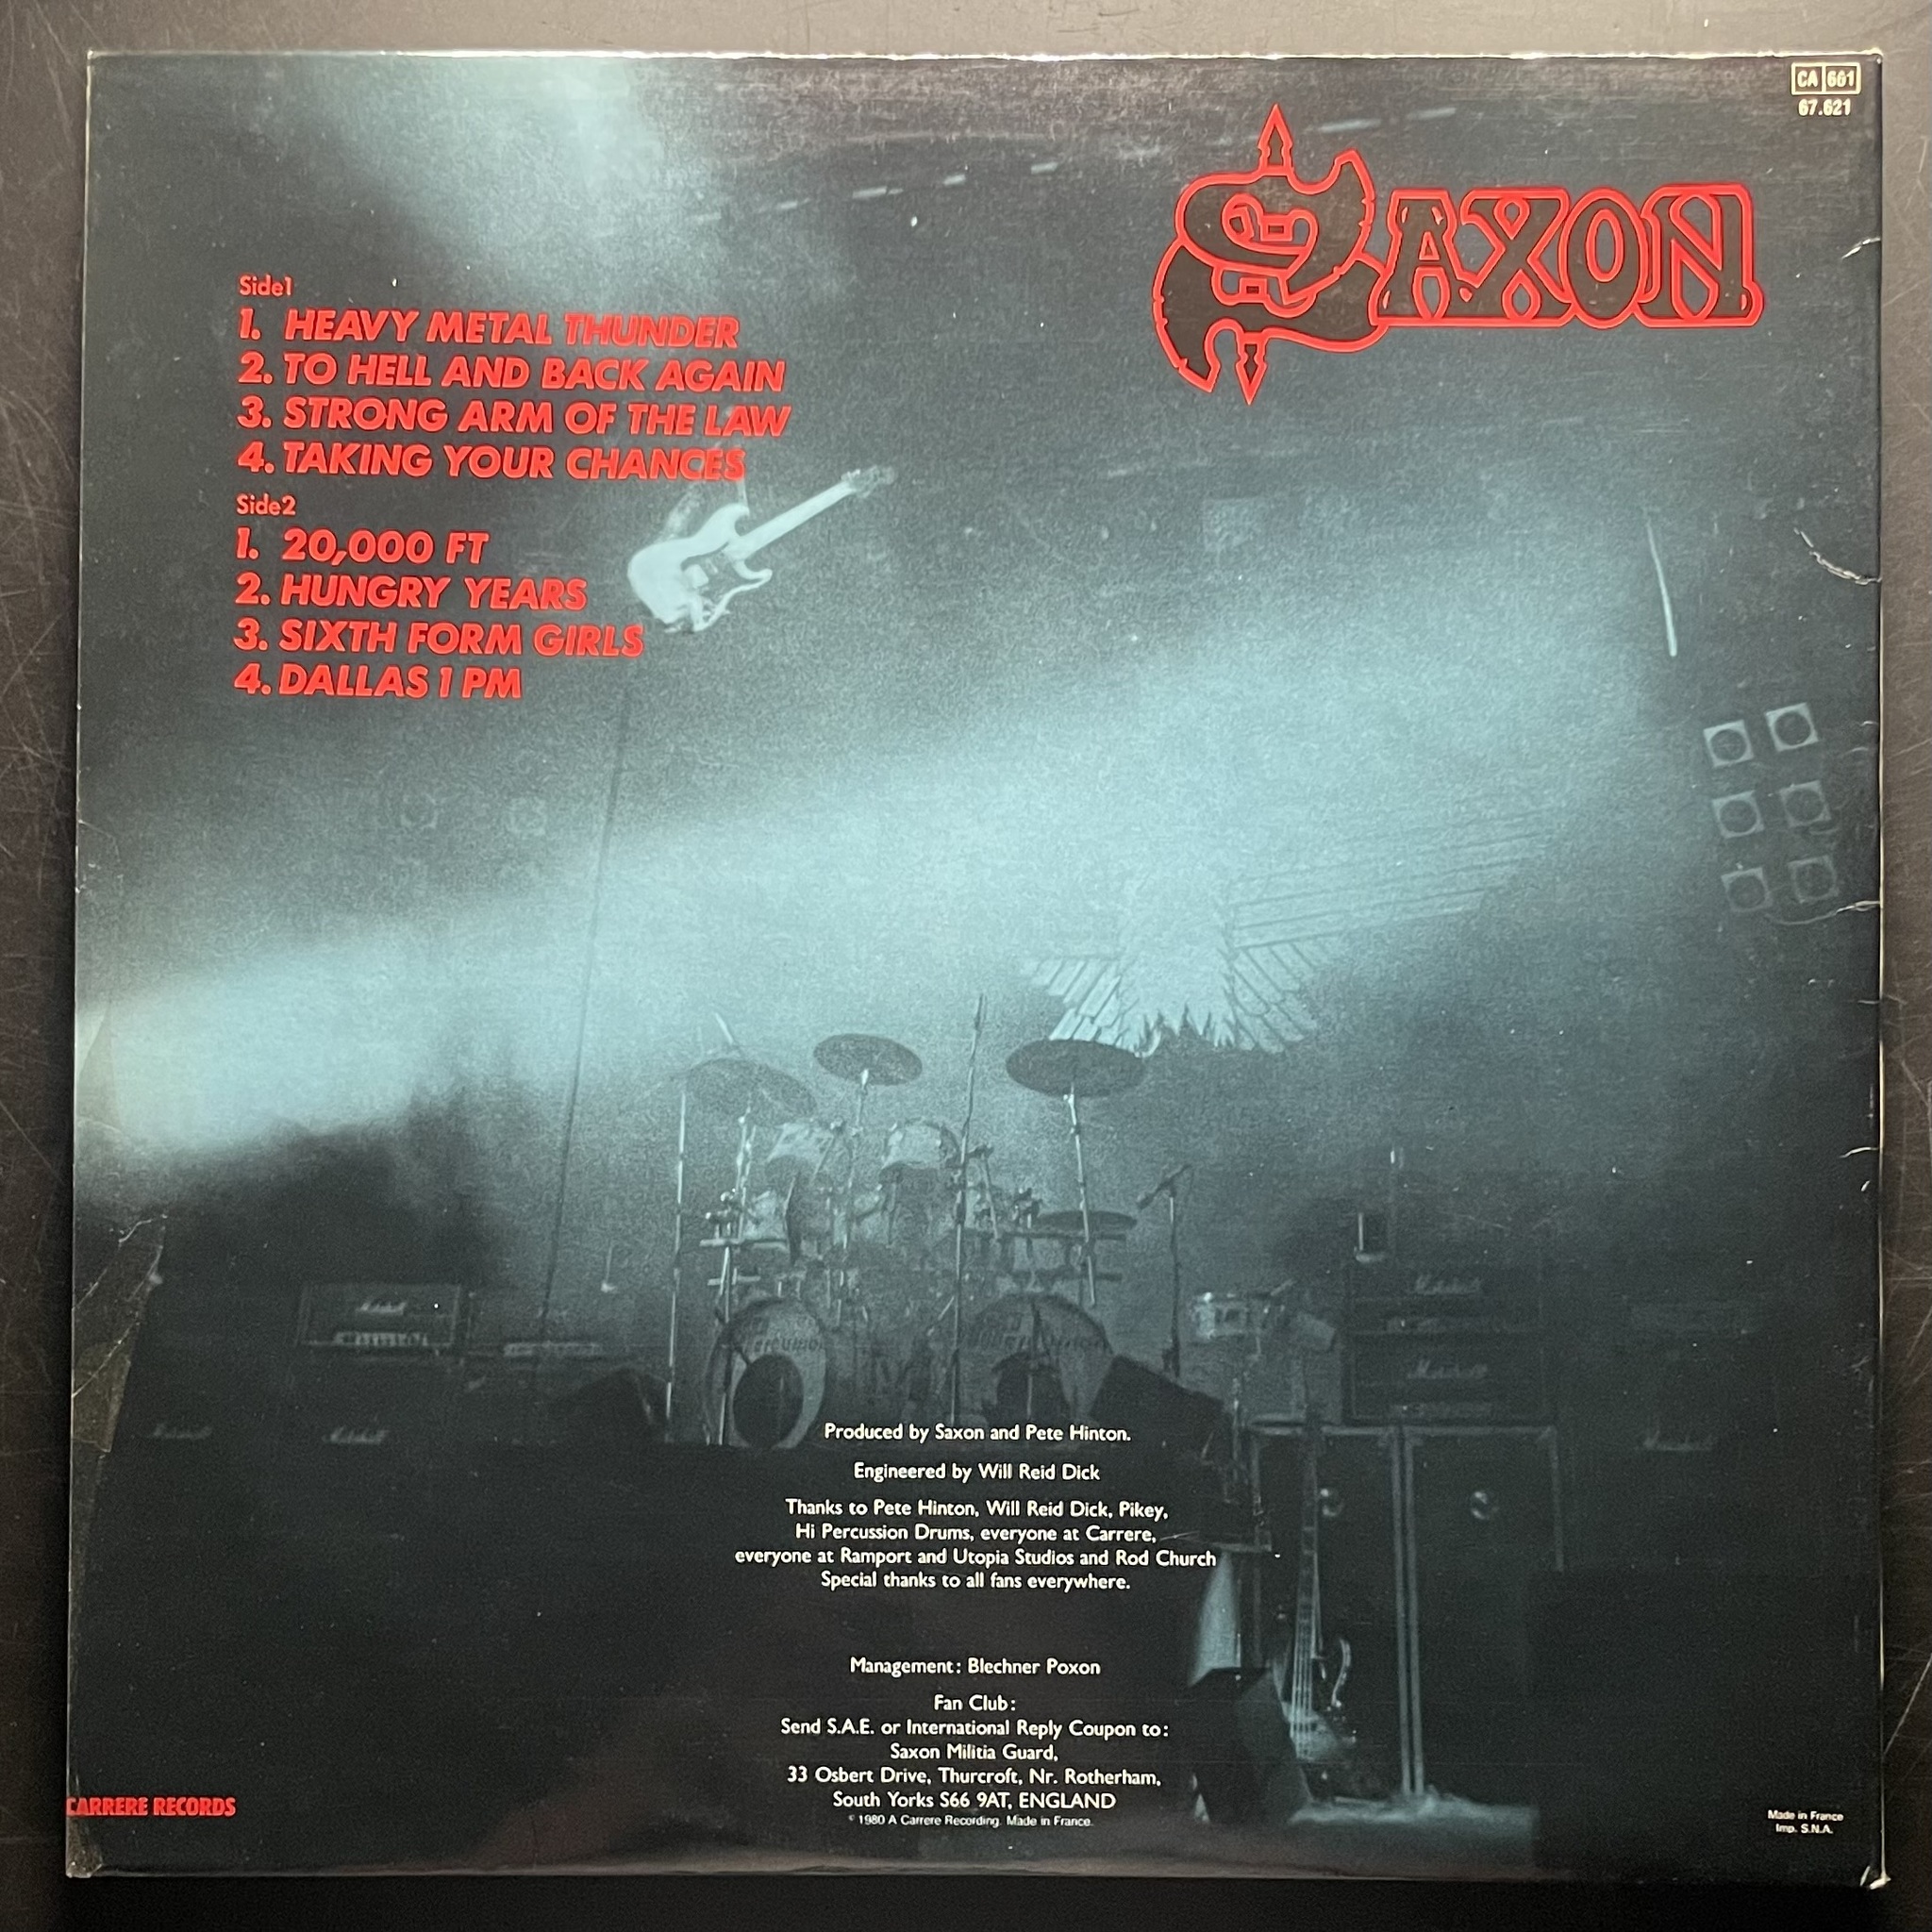 CA 661
67.621
SAXON
Side1
1. HEAVY METAL THUNDER
2. TO HELL AND BACK AGAIN
3. STRONG ARM OF THE LAW
4. TAKING YOUR CHANCES
Side2
1. 20,000 FT
2. HUNGRY YEARS
3. SIXTH FORM GIRLS
4. DALLAS 1 PM
Marshall
Marshall
Marshall
Marshall
Marshall
Produced by Saxon and Pete Hinton.
Engineered by Will Reid Dick
Thanks to Pete Hinton, Will Reid Dick, Pikey,
Hi Percussion Drums, everyone at Carrere,
everyone at Ramport and Utopia Studios and Rod Church
Special thanks to all fans everywhere.
Management: Blechner Poxon
Fan Club:
Send S.A.E. or International Reply Coupon to:
Saxon Militia Guard,
33 Osbert Drive, Thurcroft, Nr. Rotherham,
South Yorks S66 9AT, ENGLAND
© 1980 A Carrere Recording. Made in France.
CARRERE RECORDS
Made in France
Imp. S.N.A.